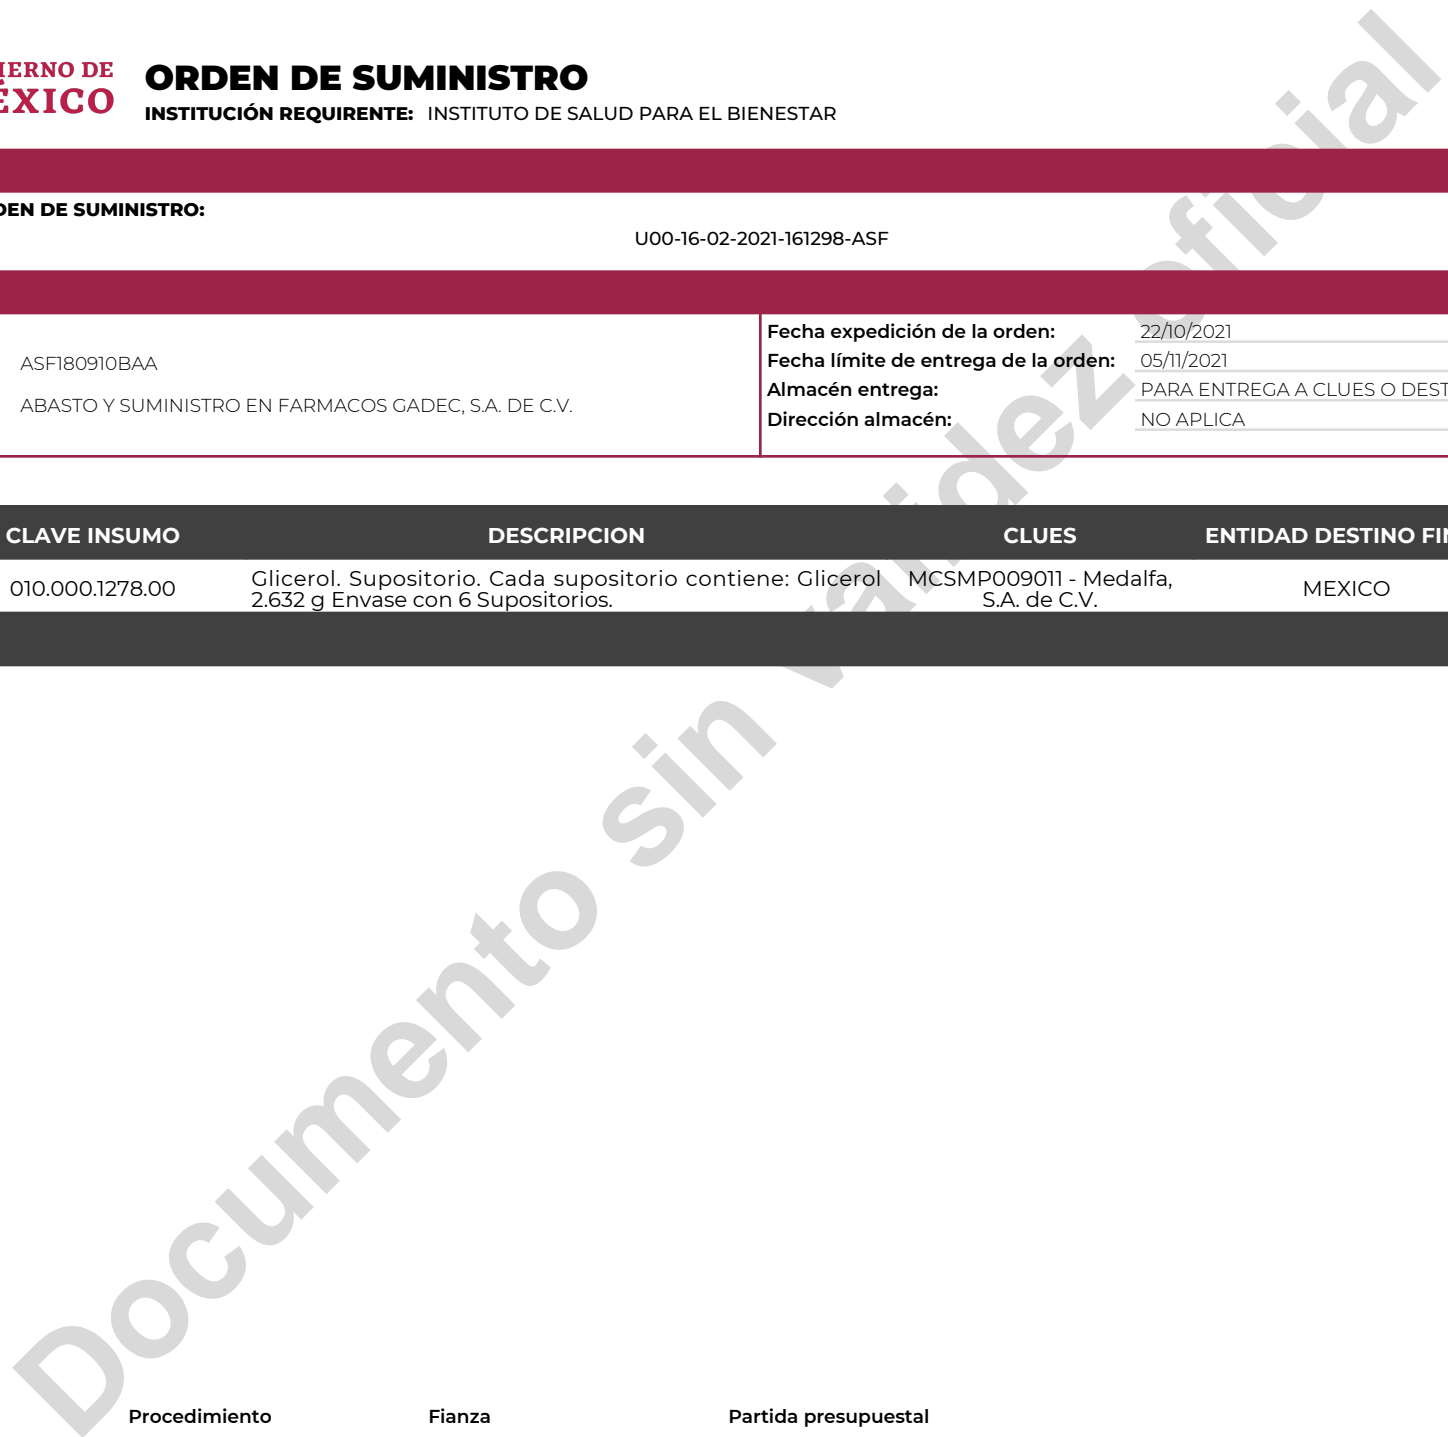 IERNO DE
ÉXICO
ORDEN DE SUMINISTRO
INSTITUCIÓN REQUIRENTE: INSTITUTO DE SALUD PARA EL BIENESTAR
DEN DE SUMINISTRO:
U00-16-02-2021-161298-ASF
ASF180910BAA
ABASTO Y SUMINISTRO EN FARMACOS GADEC, S.A. DE C.V.
Fecha expedición de la orden: 22/10/2021
Fecha límite de entrega de la orden: 05/11/2021
Almacén entrega: PARA ENTREGA A CLUES O DEST
Dirección almacén: NO APLICA
CLAVE INSUMO DESCRIPCION CLUES ENTIDAD DESTINO FIN
010.000.1278.00
Glicerol. Supositorio. Cada supositorio contiene: Glicerol
2.632 g Envase con 6 Supositorios.
MCSMP009011 - Medalfa,
S.A. de C.V.
MEXICO
Documento sin validez oficial
Procedimiento Fianza Partida presupuestal